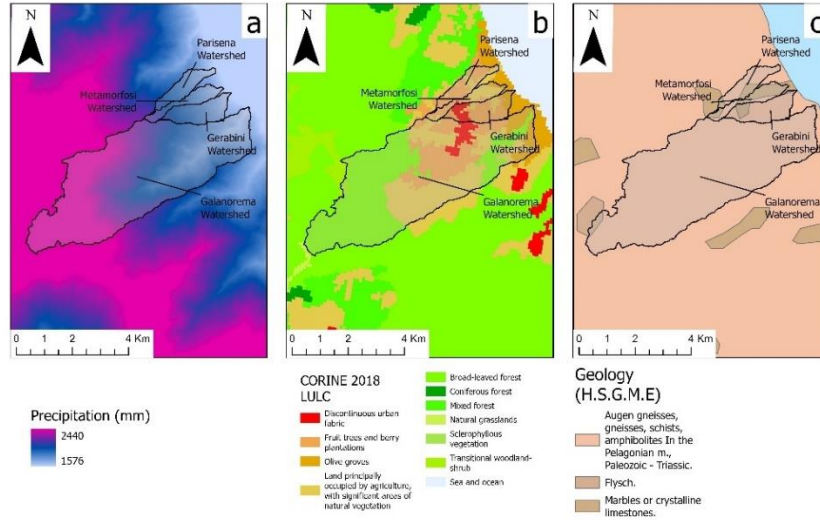 N
a
Parisena
Watershed
Metamorfosi
Watershed
Gerabini
Watershed
Galanorema
Watershed
0 2 4 Km
Precipitation (mm)
2440
1576
N
b
Parisena
Watershed
Metamorfosi
Watershed
Gerabini
Watershed
Galanorema
Watershed
0 2 4 Km
CORINE 2018
LULC
Discontinuous urban
fabric
Fruit trees and berry
plantations
Olive groves
Land principally
occupied by agriculture,
with significant areas of
natural vegetation
Broad-leaved forest
Coniferous forest
Mixed forest
Natural grasslands
Sclerophyllous
vegetation
Transitional woodland-
shrub
Sea and ocean
N
c
Parisena
Watershed
Metamorfosi
Watershed
Gerabini
Watershed
Galanorema
Watershed
0 2 4 Km
Geology
(H.S.G.M.E)
Augen gneisses,
gneisses, schists,
amphibolites In the
Pelagonian m.,
Paleozoic - Triassic.
Flysch.
Marbles or crystalline
limestones.